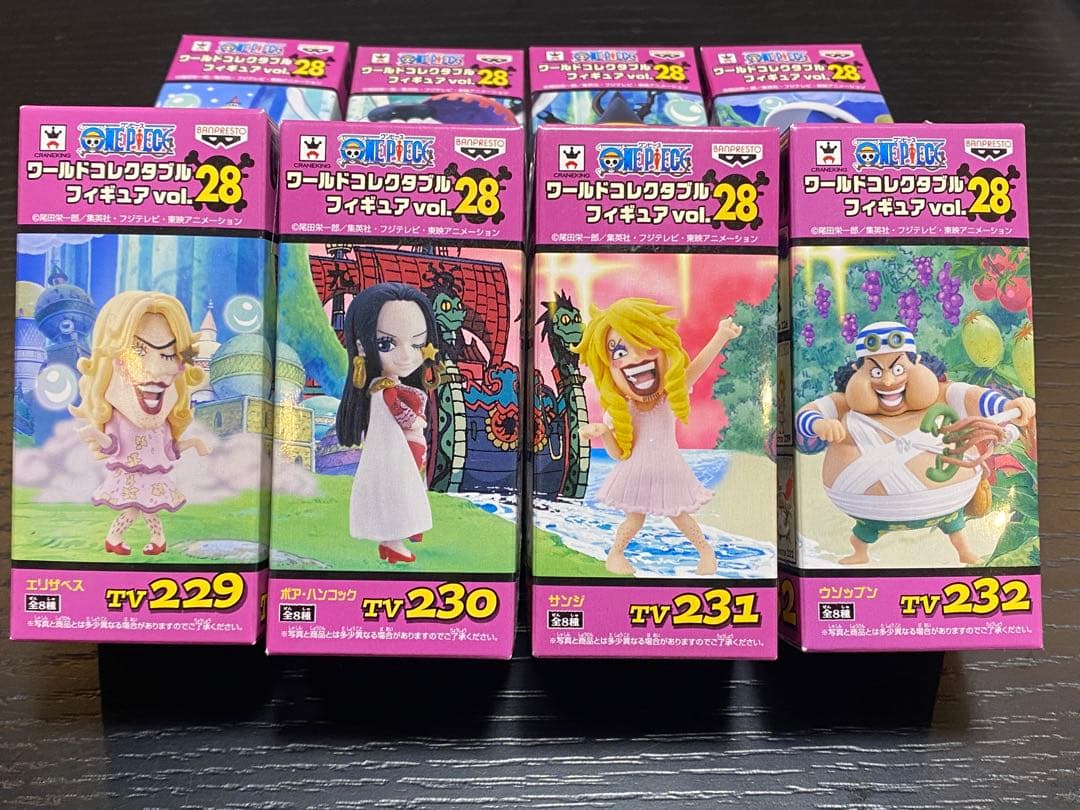 ONE PIECE
ワールドコレクタブル
フィギュア vol.28
ONE PIECE
ワールドコレクタブル
フィギュア vol.28
ONE PIECE
ワールドコレクタブル
フィギュア vol.28
ONE PIECE
ワールドコレクタブル
フィギュア vol.28
CRANEKING
ワンピース
ONE PIECE
BANPRESTO
ワールドコレクタブル
フィギュア vol.28
©尾田栄一郎／集英社・フジテレビ・東映アニメーション
エリザベス
全8種
TV229
※写真と商品とは多少異なる場合がありますのでご了承ください。
CRANEKING
ワンピース
ONE PIECE
BANPRESTO
ワールドコレクタブル
フィギュア vol.28
©尾田栄一郎／集英社・フジテレビ・東映アニメーション
ボア・ハンコック
全8種
TV230
※写真と商品とは多少異なる場合がありますのでご了承ください。
CRANEKING
ワンピース
ONE PIECE
BANPRESTO
ワールドコレクタブル
フィギュア vol.28
©尾田栄一郎／集英社・フジテレビ・東映アニメーション
サンジ
全8種
TV231
※写真と商品とは多少異なる場合がありますのでご了承ください。
CRANEKING
ワンピース
ONE PIECE
BANPRESTO
ワールドコレクタブル
フィギュア vol.28
©尾田栄一郎／集英社・フジテレビ・東映アニメーション
ウソップン
全8種
TV232
※写真と商品とは多少異なる場合がありますのでご了承ください。